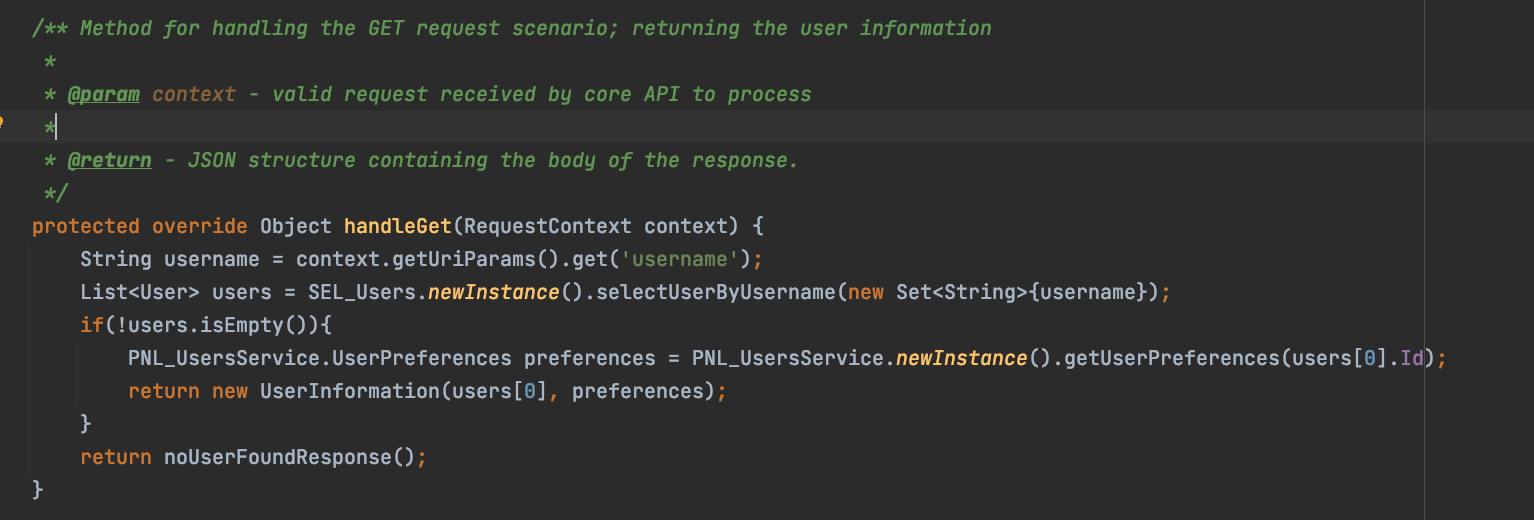 /** Method for handling the GET request scenario; returning the user information
 *
 * @param context - valid request received by core API to process
 *
 * @return - JSON structure containing the body of the response.
 */
protected override Object handleGet(RequestContext context) {
    String username = context.getUriParams().get('username');
    List<User> users = SEL_Users.newInstance().selectUserByUsername(new Set<String>{username});
    if(!users.isEmpty()){
        PNL_UsersService.UserPreferences preferences = PNL_UsersService.newInstance().getUserPreferences(users[0].Id);
        return new UserInformation(users[0], preferences);
    }
    return noUserFoundResponse();
}